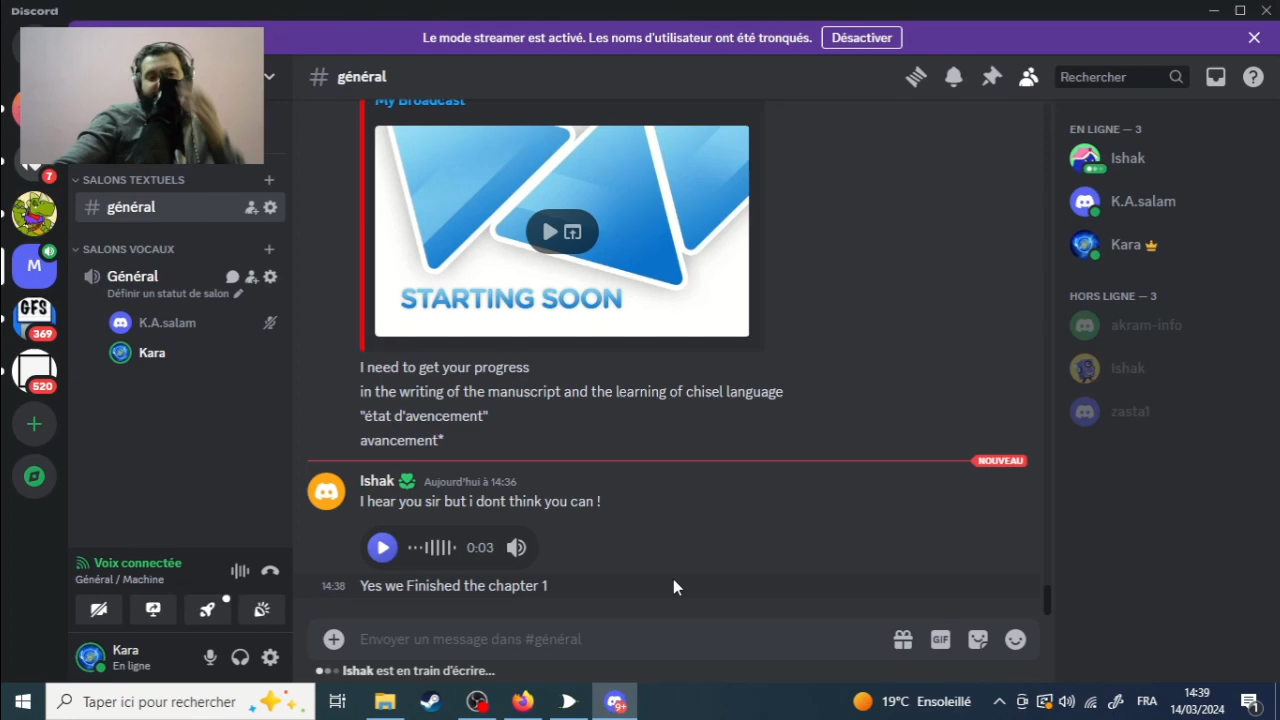 Discord
Le mode streamer est activé. Les noms d'utilisateur ont été tronqués.
Désactiver
général
Rechercher
7
SALONS TEXTUELS
général
SALONS VOCAUX
M
Général
Définir un statut de salon
K.A.salam
Kara
GFS
369
520
My Broadcast
STARTING SOON
I need to get your progress
in the writing of the manuscript and the learning of chisel language
"état d'avencement"
avancement*
NOUVEAU
Ishak
Aujourd'hui à 14:36
I hear you sir but i dont think you can !
0:03
14:38
Yes we Finished the chapter 1
Envoyer un message dans #général
GIF
Ishak est en train d'écrire...
EN LIGNE — 3
Ishak
K.A.salam
Kara
HORS LIGNE — 3
akram-info
Ishak
zasta1
Voix connectée
Général / Machine
Kara
En ligne
Taper ici pour rechercher
9+
19°C Ensoleillé
FRA
14:39
14/03/2024
1